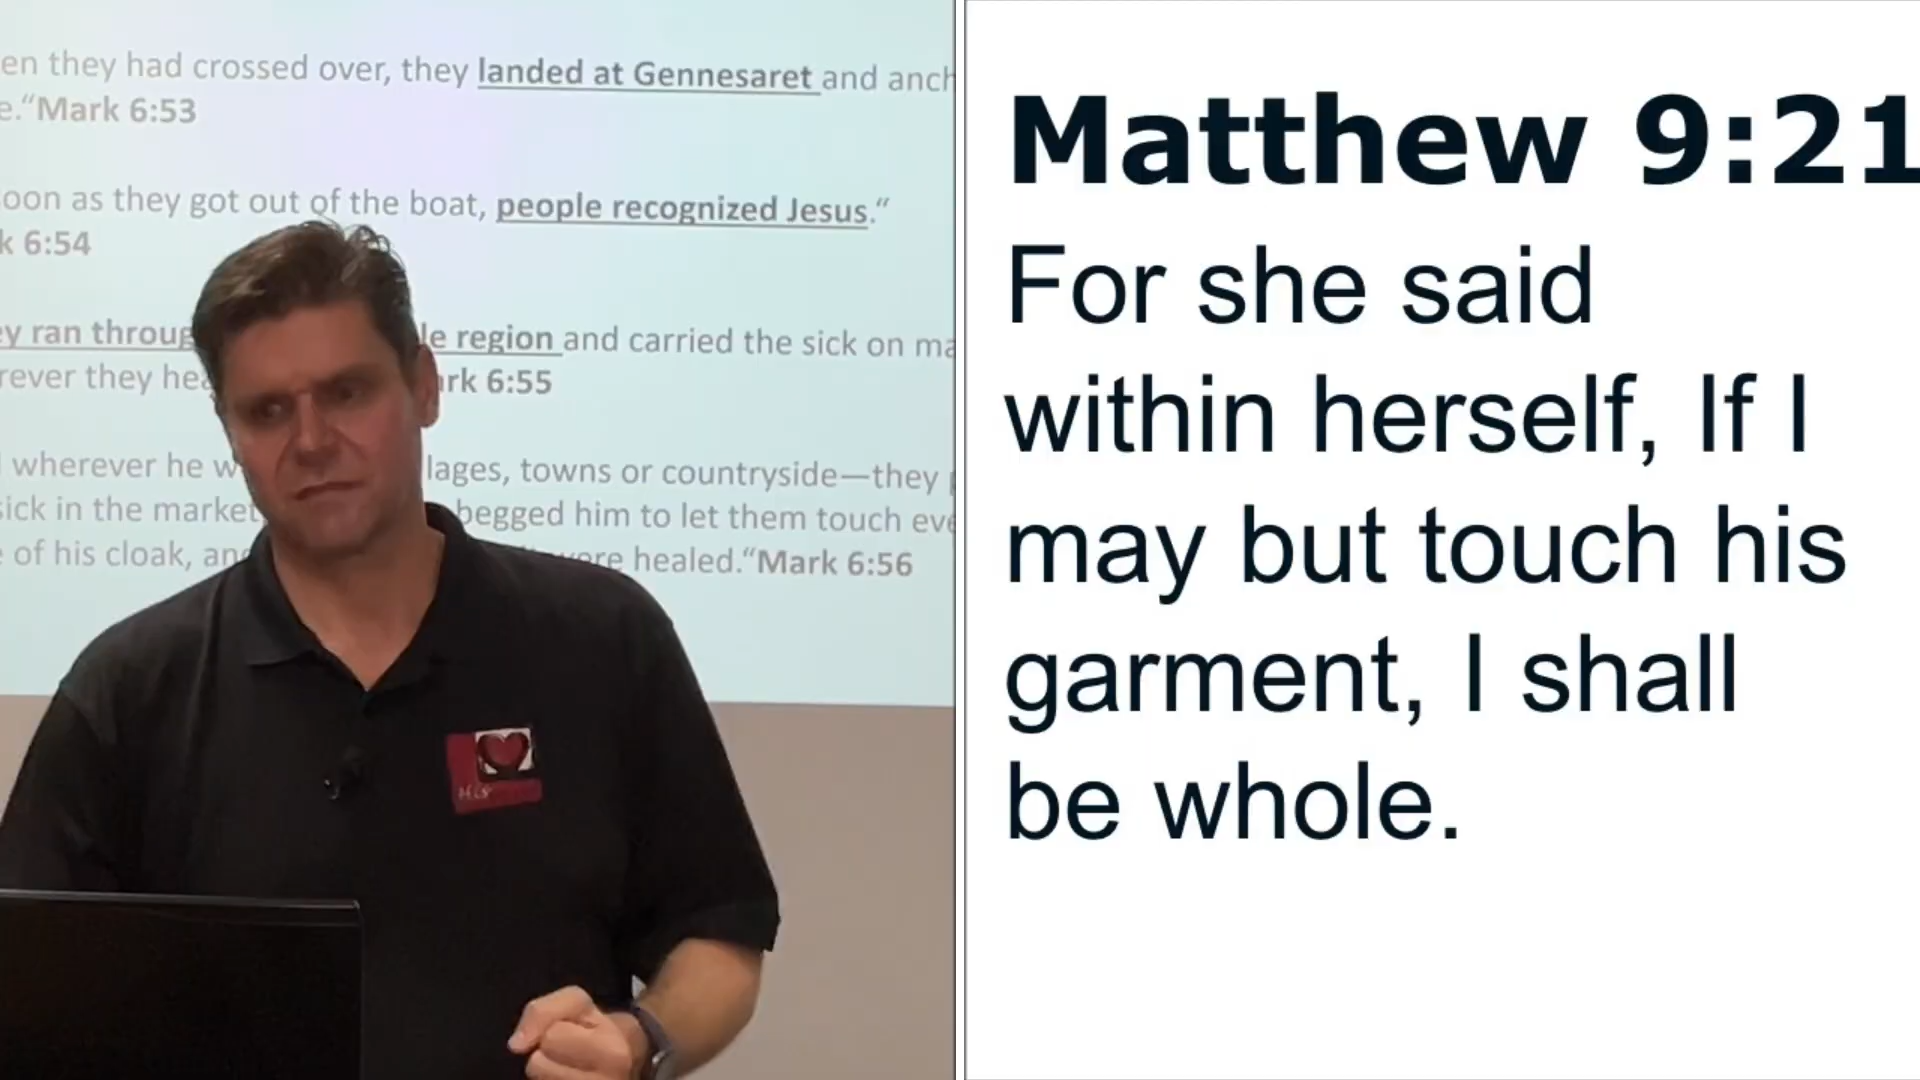 en they had crossed over, they landed at Gennesaret and anch
e.“Mark 6:53
soon as they got out of the boat, people recognized Jesus.“
k 6:54
ey ran throug le region and carried the sick on ma
rever they hea ark 6:55
wherever he w lages, towns or countryside—they p
sick in the market begged him to let them touch eve
e of his cloak, and were healed.“Mark 6:56
His
Matthew 9:21
For she said
within herself, If I
may but touch his
garment, I shall
be whole.